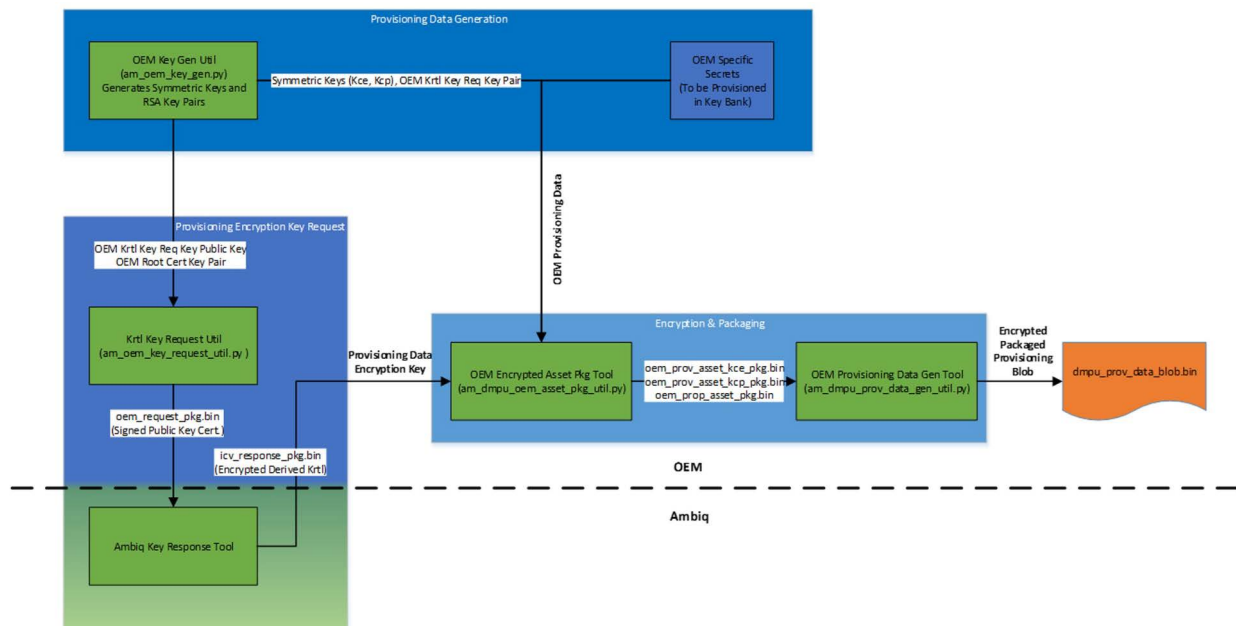 Provisioning Data Generation
OEM Key Gen Util
(am_oem_key_gen.py)
Generates Symmetric Keys and
RSA Key Pairs
Symmetric Keys (Kce, Kcp), OEM Krtl Key Req Key Pair
OEM Specific
Secrets
(To be Provisioned
in Key Bank)
OEM Provisioning Data
Provisioning Encryption Key Request
OEM Krtl Key Req Key Public Key
OEM Root Cert Key Pair
Krtl Key Request Util
(am_oem_key_request_util.py )
oem_request_pkg.bin
(Signed Public Key Cert.)
Provisioning Data
Encryption Key
icv_response_pkg.bin
(Encrypted Derived Krtl)
Encryption & Packaging
OEM Encrypted Asset Pkg Tool
(am_dmpu_oem_asset_pkg_util.py)
oem_prov_asset_kce_pkg.bin
oem_prov_asset_kcp_pkg.bin
oem_prop_asset_pkg.bin
OEM Provisioning Data Gen Tool
(am_dmpu_prov_data_gen_util.py)
Encrypted
Packaged
Provisioning
Blob
dmpu_prov_data_blob.bin
OEM
Ambiq
Ambiq Key Response Tool